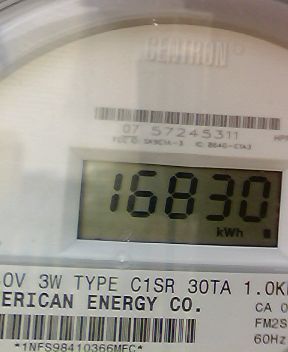 CENTRON®
07 57245311
16830
kWh
0V 3W TYPE C1SR 30TA 1.0K
ERICAN ENERGY CO.
CA 0
FM2S
60Hz
*1NFS98410366MEC*